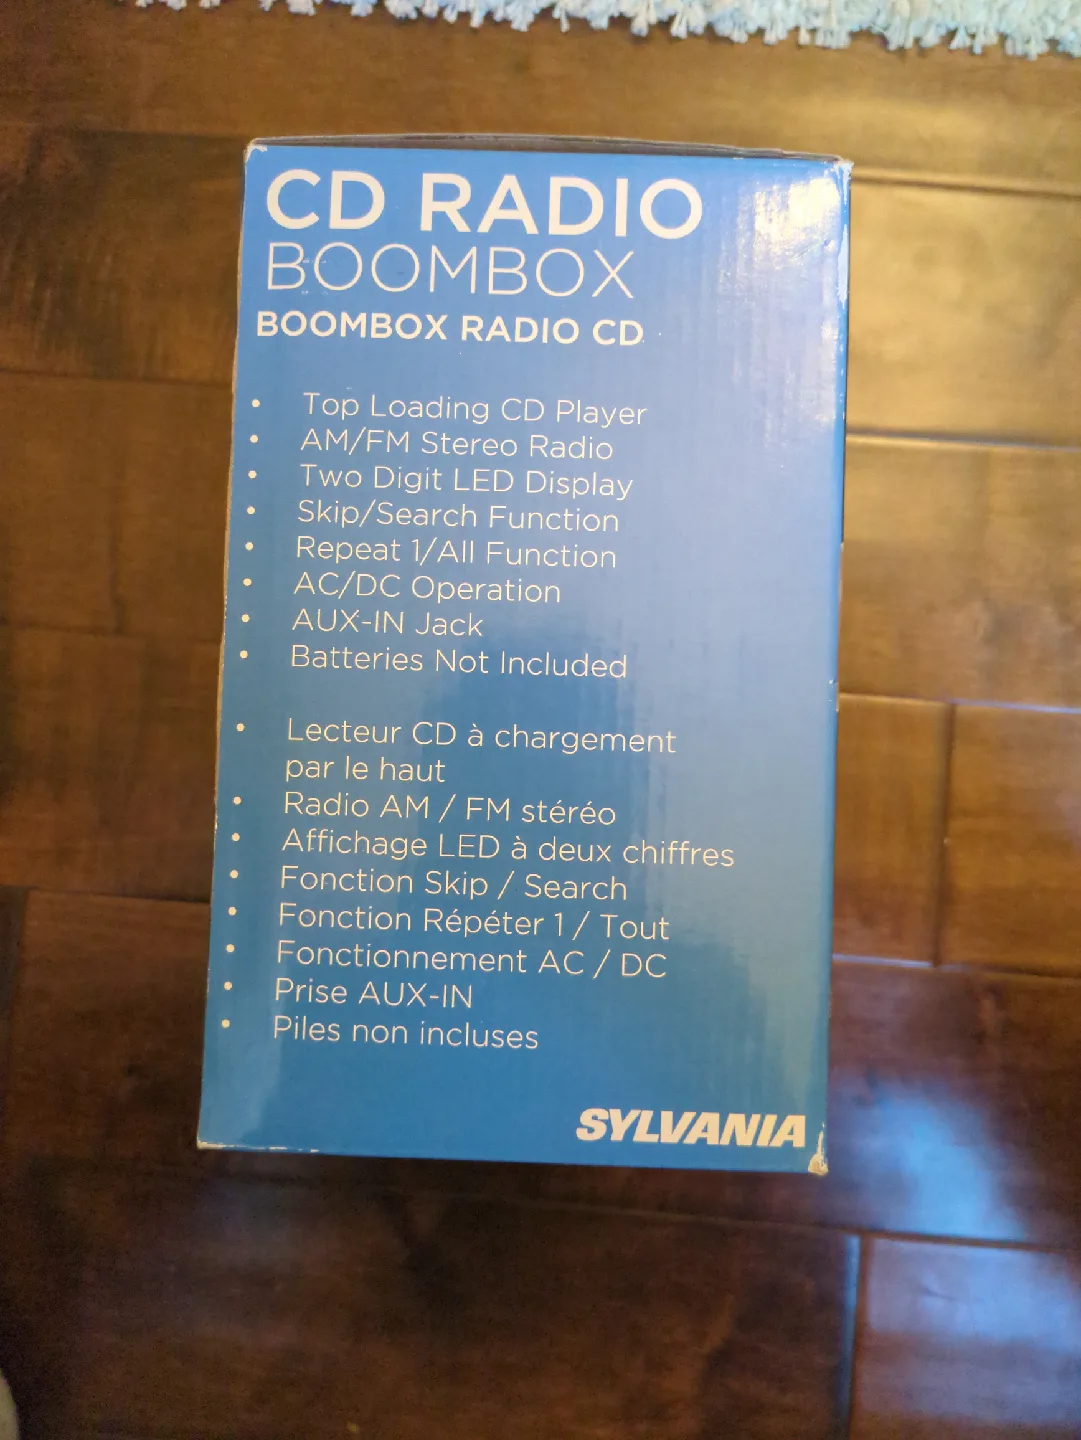 CD RADIO
BOOMBOX
BOOMBOX RADIO CD
• Top Loading CD Player
• AM/FM Stereo Radio
• Two Digit LED Display
• Skip/Search Function
• Repeat 1/All Function
• AC/DC Operation
• AUX-IN Jack
• Batteries Not Included
• Lecteur CD à chargement
par le haut
• Radio AM / FM stéréo
• Affichage LED à deux chiffres
• Fonction Skip / Search
• Fonction Répéter 1 / Tout
• Fonctionnement AC / DC
• Prise AUX-IN
• Piles non incluses
SYLVANIA